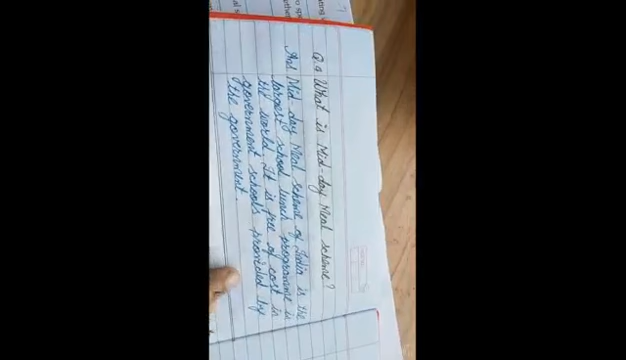 Q.4 What is Mid-day Meal scheme?
Ans Mid-day Meal scheme of India is the
largest school lunch programme in
the world. It is free of cost in
government schools provided by
the government.